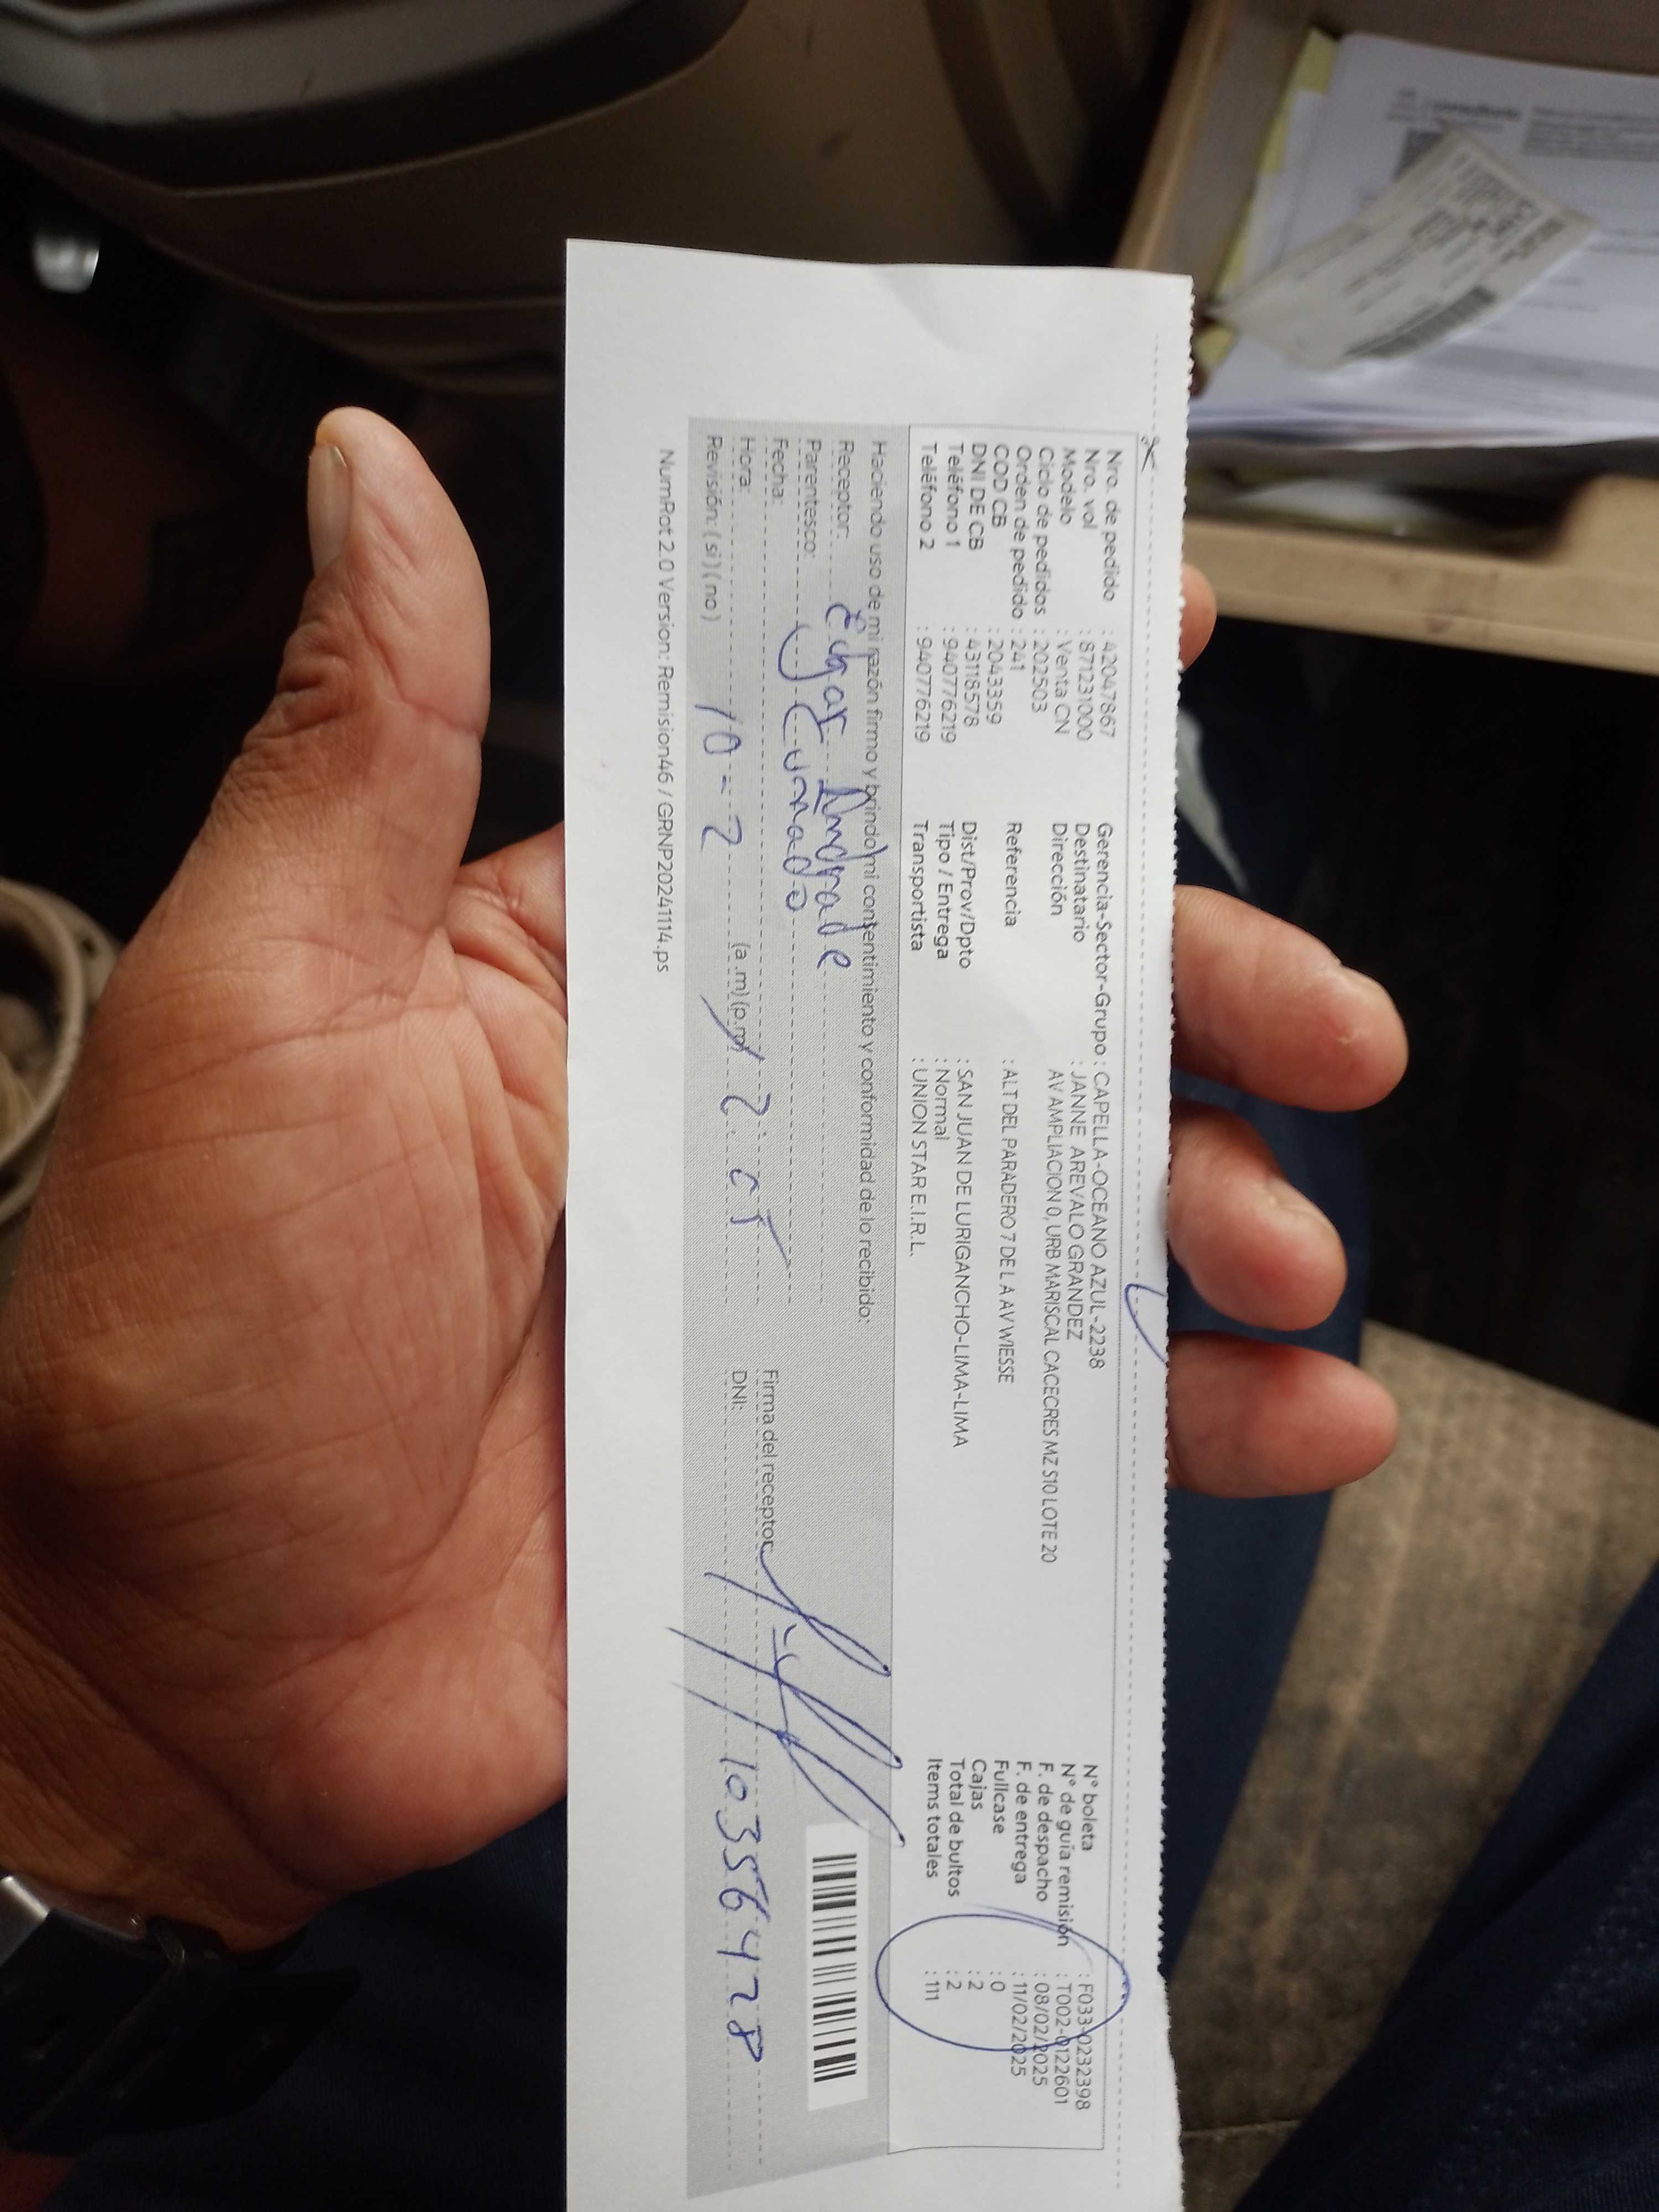 Nro. de pedido : 42047867
Nro. vol : 871231000
Modelo : Venta CN
Ciclo de pedidos : 202503
Orden de pedido : 241
COD CB : 2043359
DNI DE CB : 43118578
Teléfono 1 : 940776219
Teléfono 2 : 940776219
Gerencia-Sector-Grupo : CAPELLA-OCEANO AZUL-2238
Destinatario : JANNE AREVALO GRANDEZ
Dirección AV AMPLIACION 0, URB MARISCAL CACECRES MZ S10 LOTE 20
Referencia : ALT DEL PARADERO 7 DE LA AV WIESSE
Dist/Prov/Dpto : SAN JUAN DE LURIGANCHO-LIMA-LIMA
Tipo / Entrega : Normal
Transportista : UNION STAR E.I.R.L.
N° boleta : F033-0232398
N° de guía remisión : T002-0122601
F. de despacho : 08/02/2025
F. de entrega : 11/02/2025
Fullcase : 0
Cajas : 2
Total de bultos : 2
Items totales : 111
Haciendo uso de mi razón firmo y brindo mi contentimiento y conformidad de lo recibido:
Receptor: Edgar Andrade
Parentesco: Cuñado
Fecha:
Hora: 10-2 (a.m) (p.m) 2:05
Revisión: (si) (no)
Firma del receptor:
DNI: 10356428
NumRot 2.0 Version: Remision46 / GRNP20241114.ps